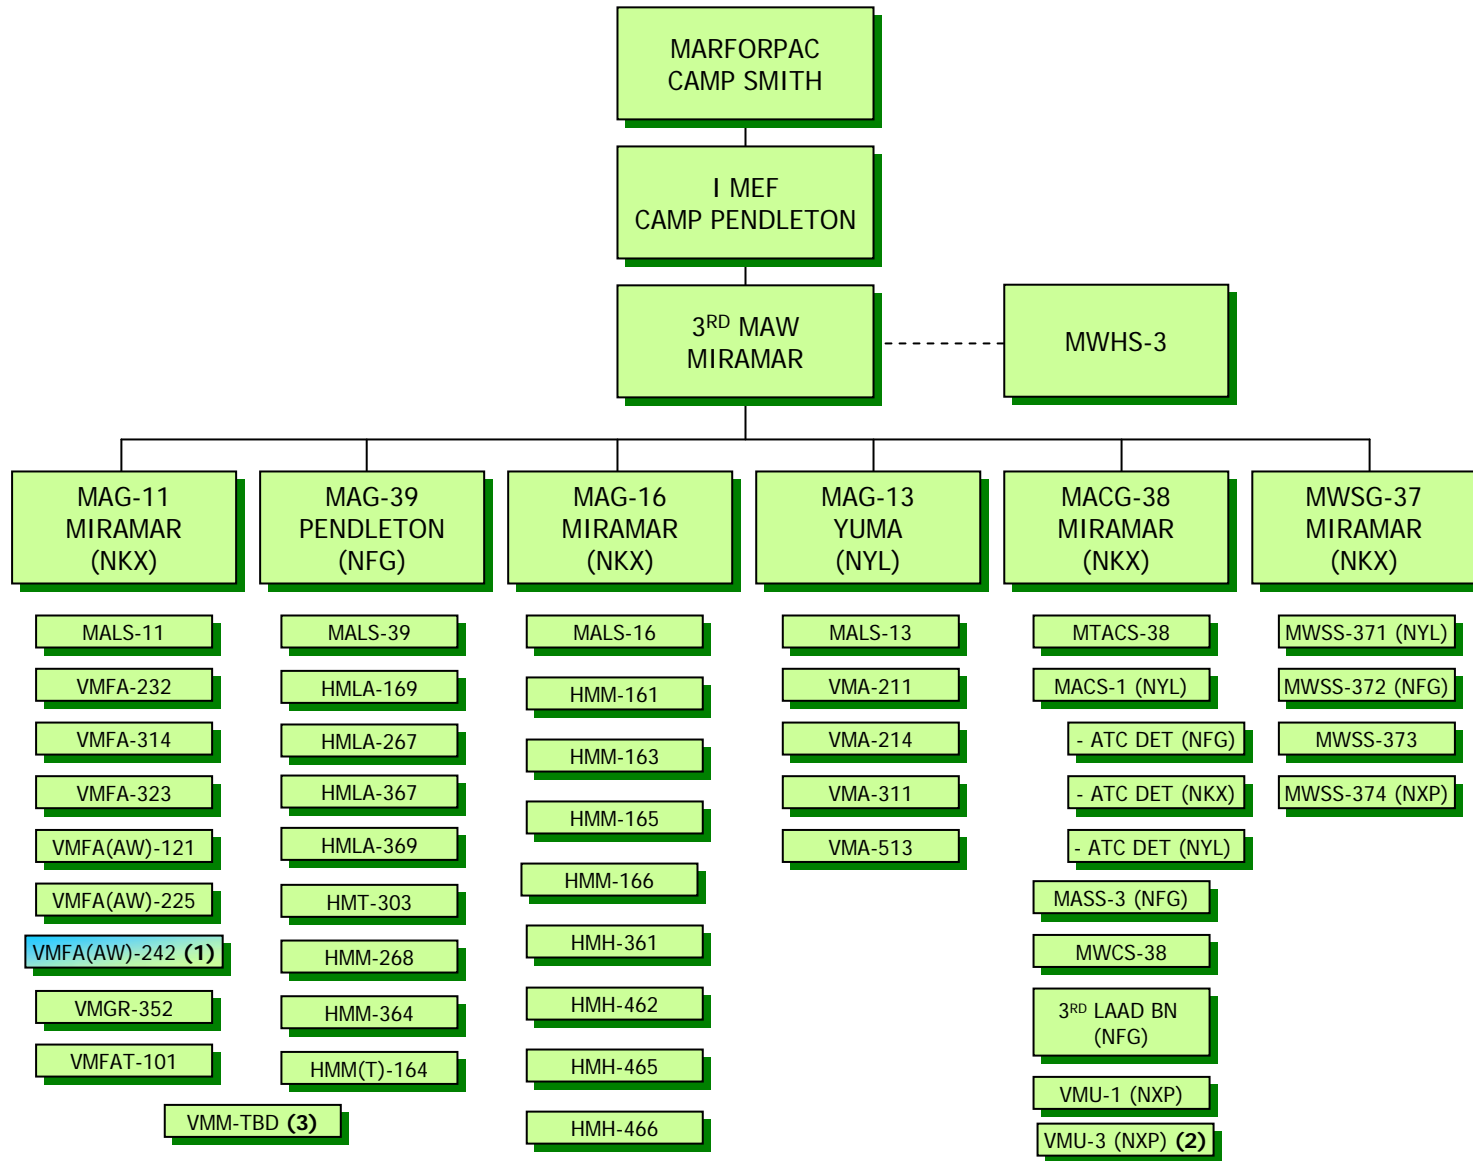 MARFORPAC
CAMP SMITH
I MEF
CAMP PENDLETON
3RD MAW
MIRAMAR
MWHS-3
MAG-11
MIRAMAR
(NKX)
MAG-39
PENDLETON
(NFG)
MAG-16
MIRAMAR
(NKX)
MAG-13
YUMA
(NYL)
MACG-38
MIRAMAR
(NKX)
MWSG-37
MIRAMAR
(NKX)
MALS-11
VMFA-232
VMFA-314
VMFA-323
VMFA(AW)-121
VMFA(AW)-225
VMFA(AW)-242 (1)
VMGR-352
VMFAT-101
MALS-39
HMLA-169
HMLA-267
HMLA-367
HMLA-369
HMT-303
HMM-268
HMM-364
HMM(T)-164
VMM-TBD (3)
MALS-16
HMM-161
HMM-163
HMM-165
HMM-166
HMH-361
HMH-462
HMH-465
HMH-466
MALS-13
VMA-211
VMA-214
VMA-311
VMA-513
MTACS-38
MACS-1 (NYL)
- ATC DET (NFG)
- ATC DET (NKX)
- ATC DET (NYL)
MASS-3 (NFG)
MWCS-38
3RD LAAD BN
(NFG)
VMU-1 (NXP)
VMU-3 (NXP) (2)
MWSS-371 (NYL)
MWSS-372 (NFG)
MWSS-373
MWSS-374 (NXP)